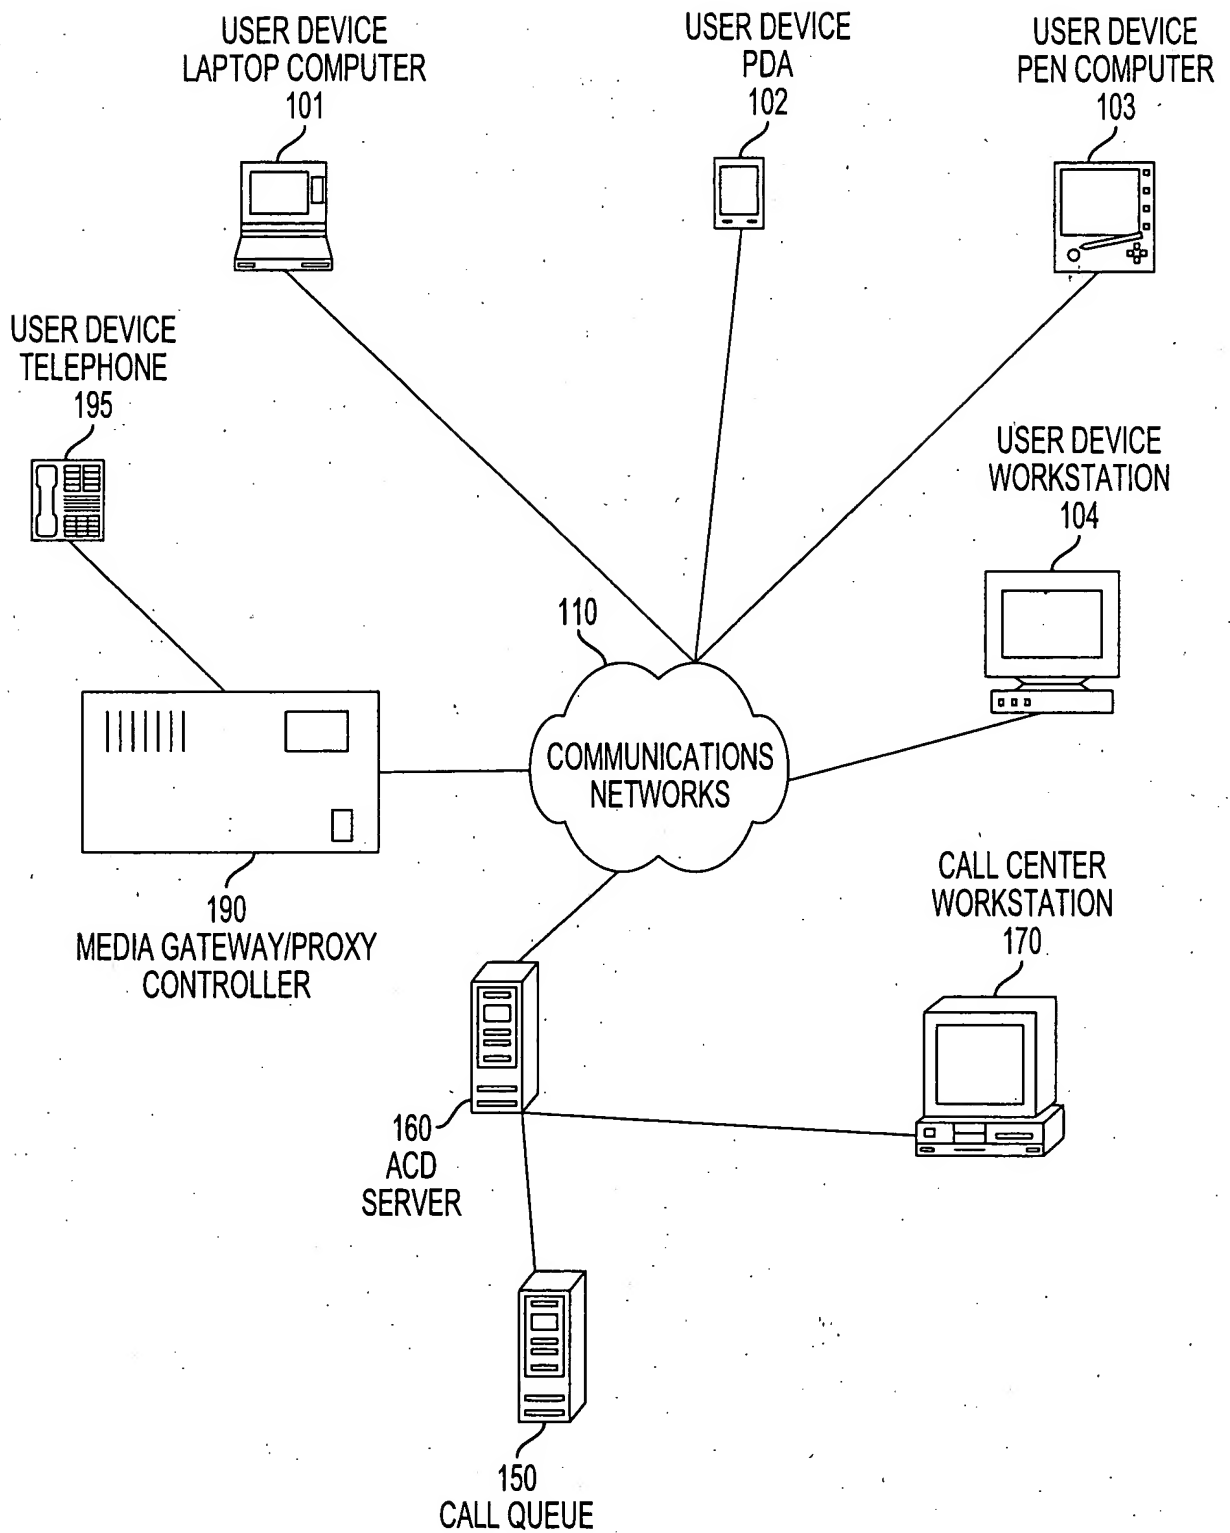 USER DEVICE
LAPTOP COMPUTER
101
USER DEVICE
PDA
102
USER DEVICE
PEN COMPUTER
103
USER DEVICE
TELEPHONE
195
USER DEVICE
WORKSTATION
104
110
COMMUNICATIONS
NETWORKS
190
MEDIA GATEWAY/PROXY
CONTROLLER
CALL CENTER
WORKSTATION
170
160
ACD
SERVER
150
CALL QUEUE